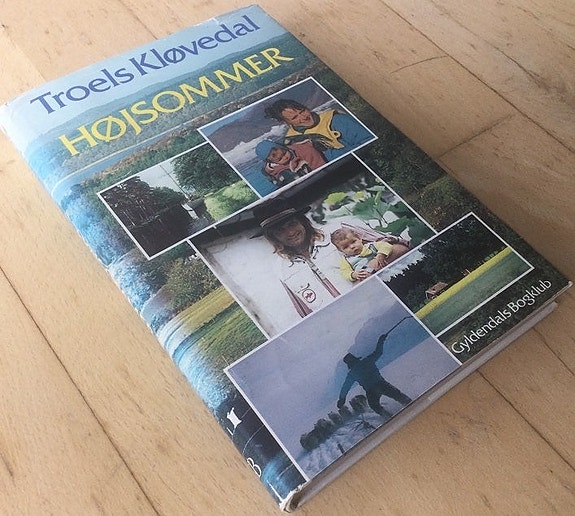 Troels Kløvedal
HØJSOMMER
Gyldendals Bogklub
B